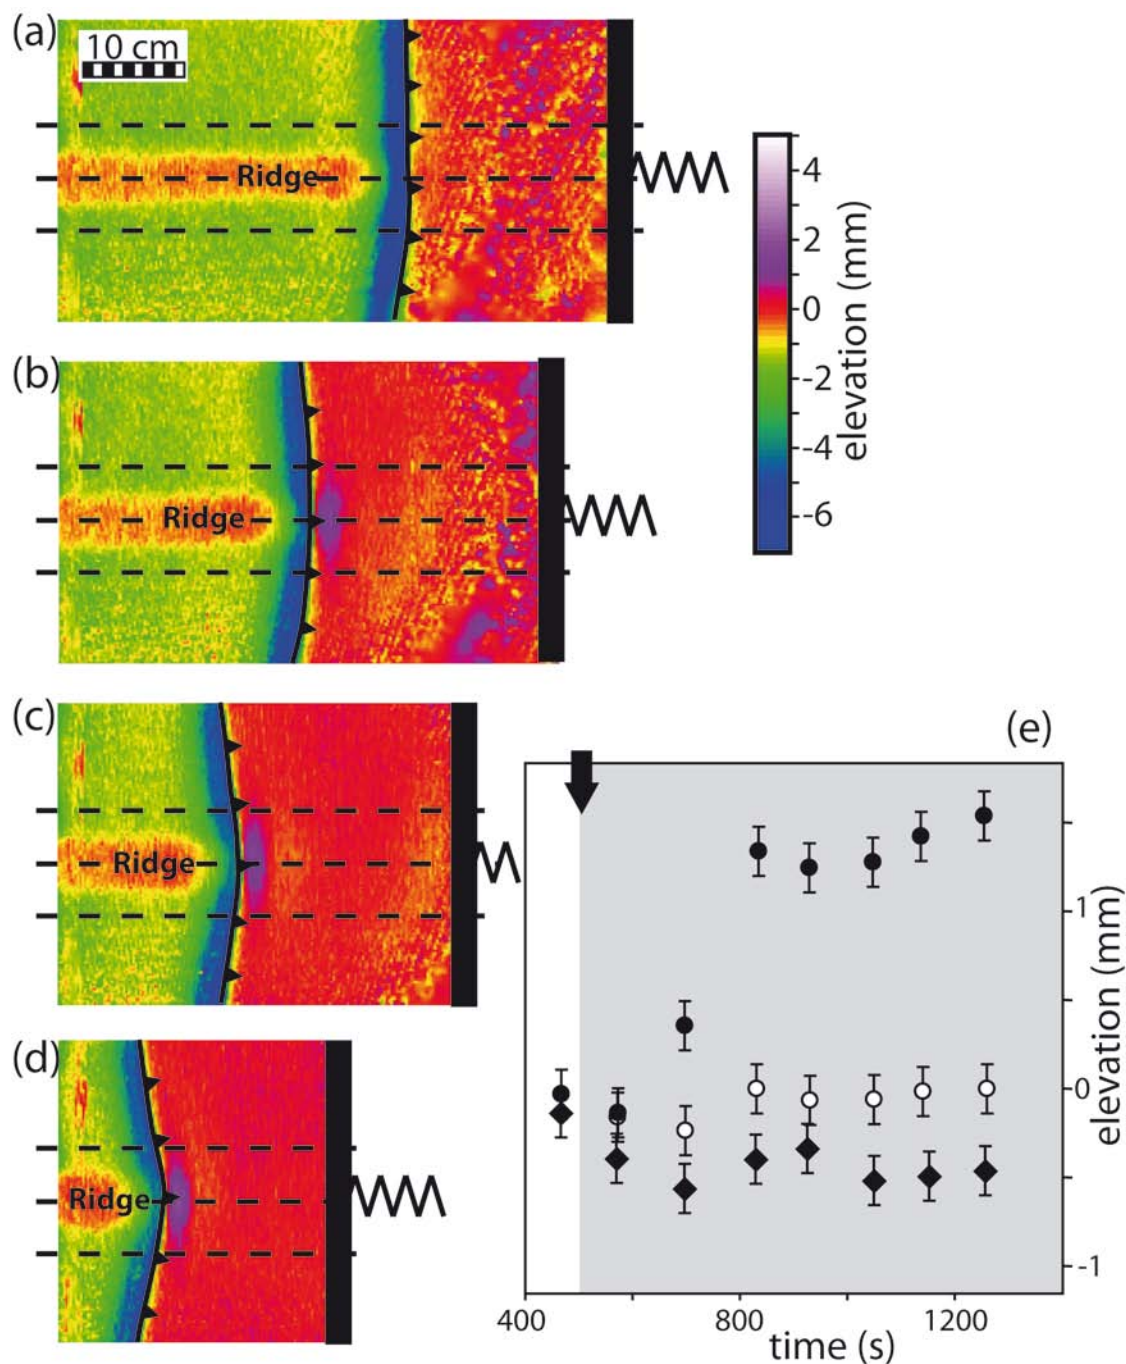 (a)
10 cm
Ridge
4
2
0
-2
-4
-6
elevation (mm)
(b)
Ridge
(c)
Ridge
(d)
Ridge
(e)
1
0
-1
elevation (mm)
400
800
1200
time (s)